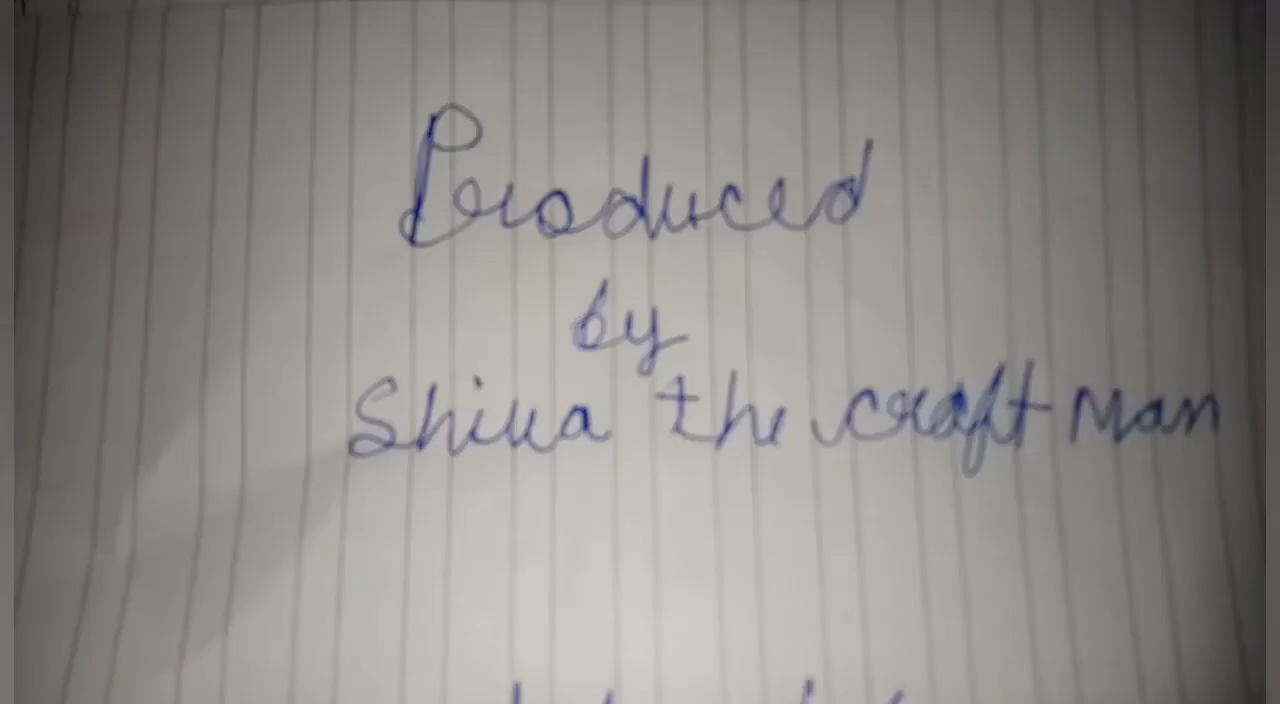 Produced
by
Shiva the craft Man